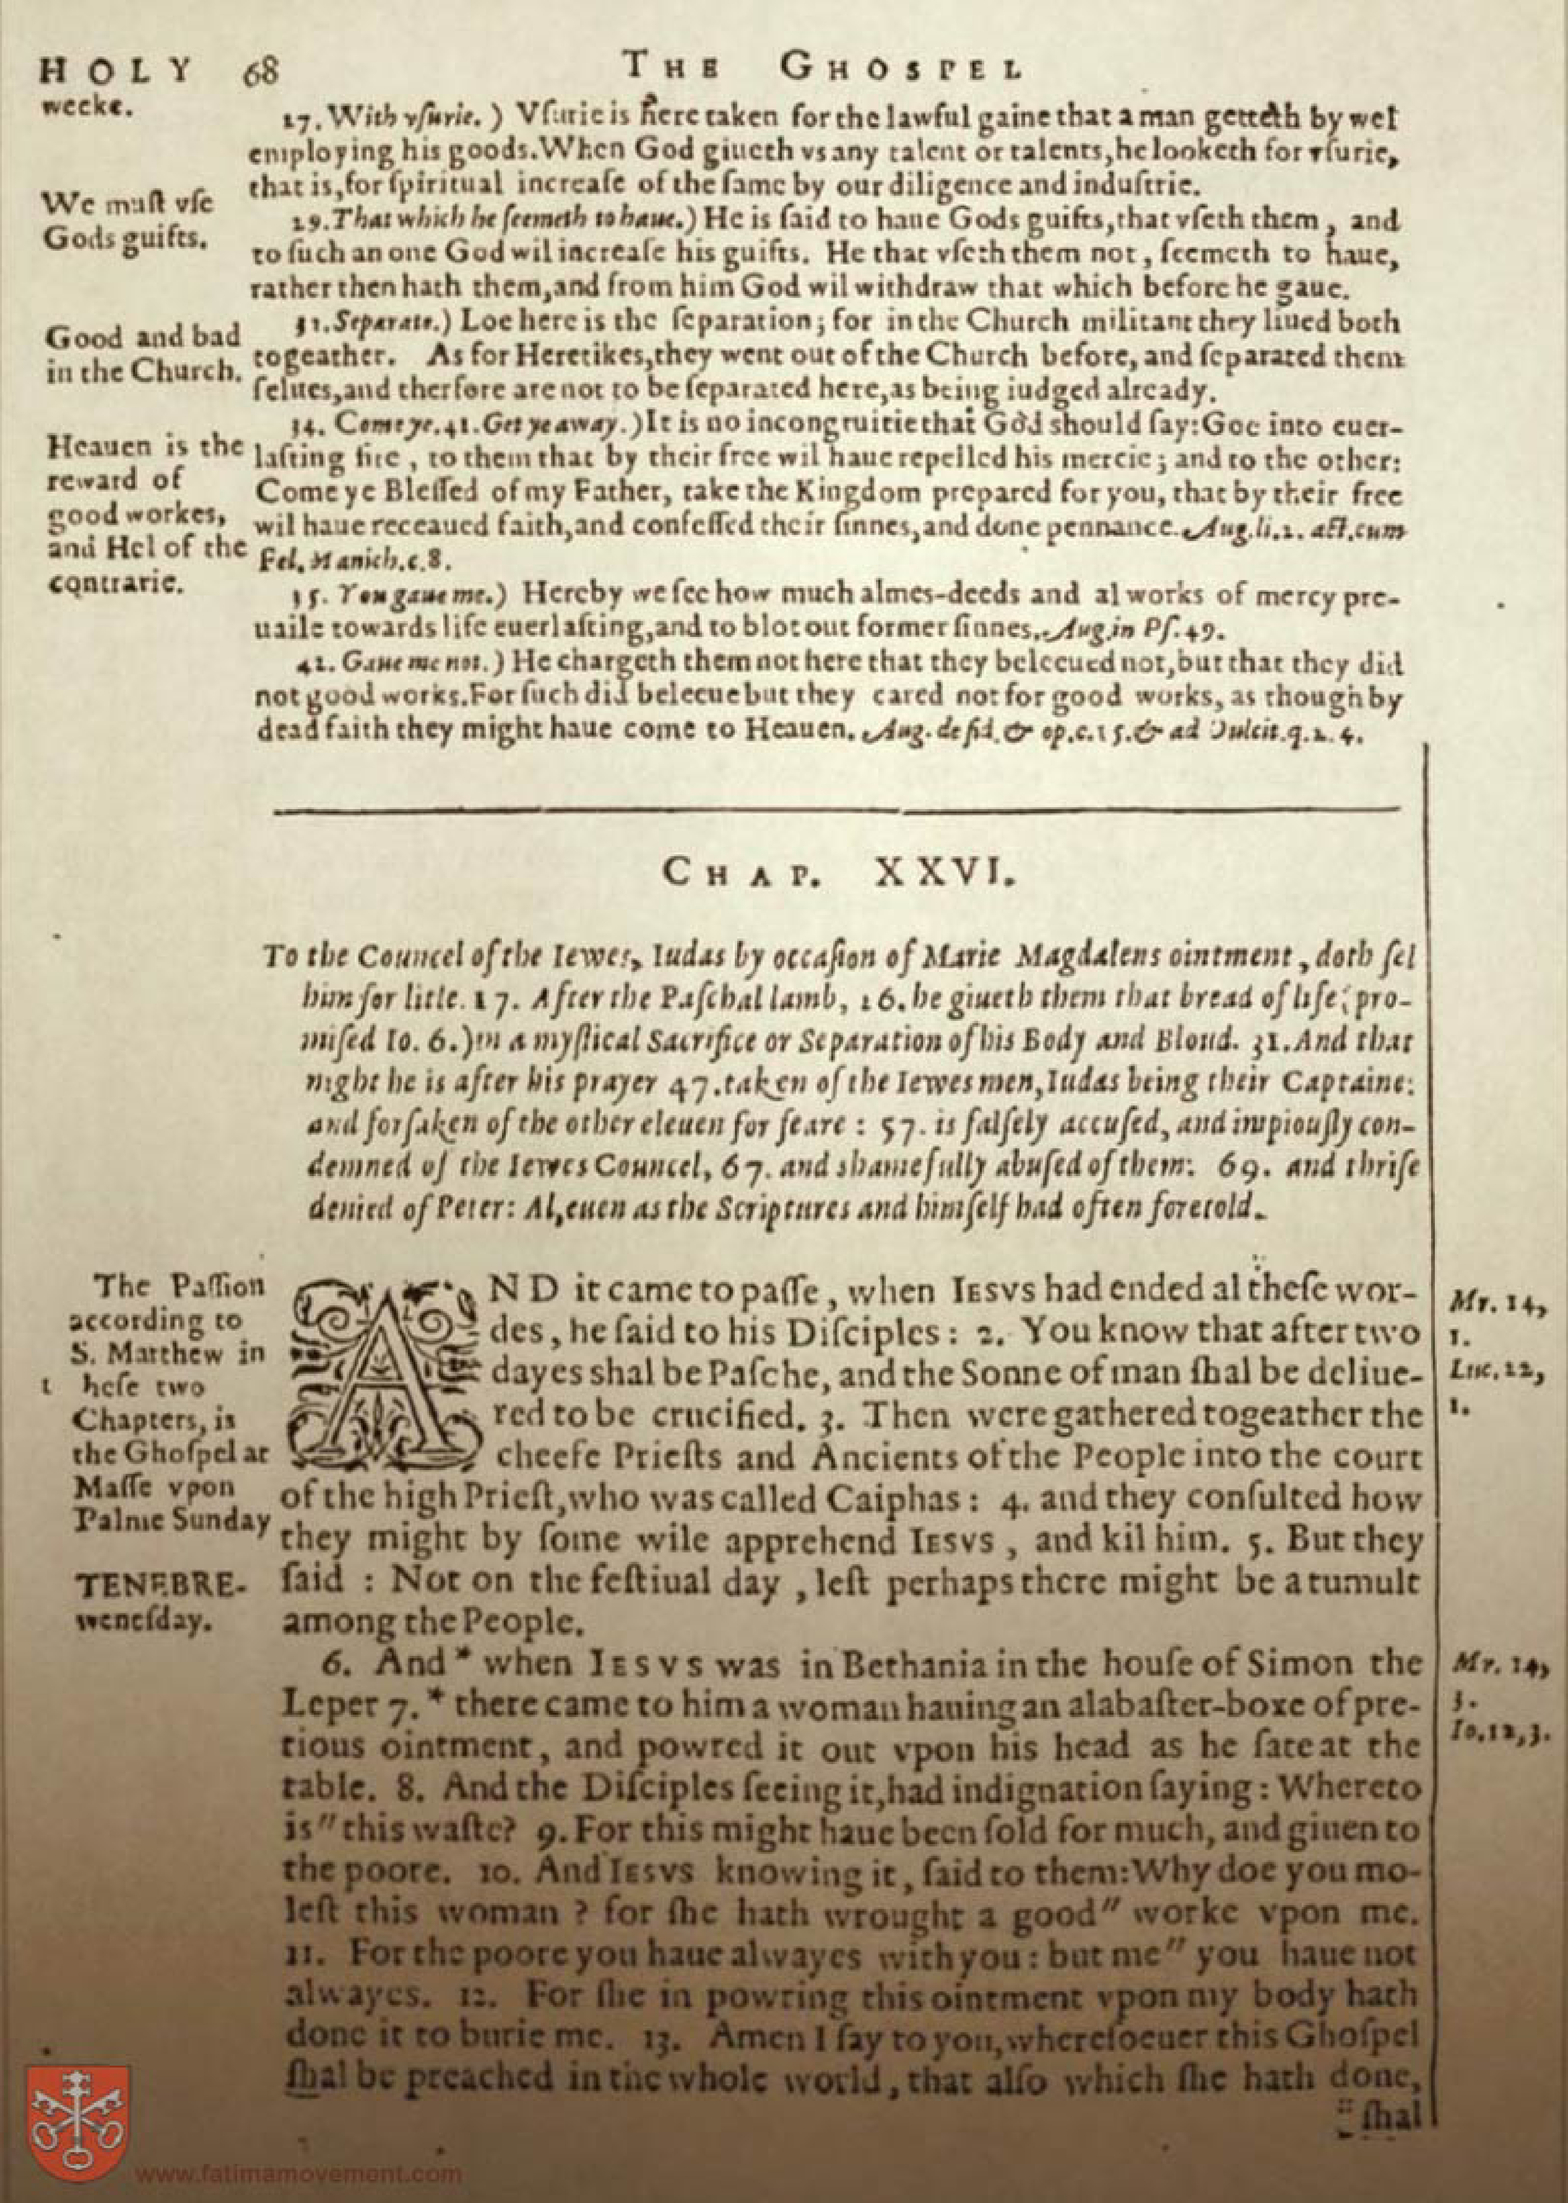 HOLY 68 THE GHOSPEL
weeke.
17. With vſurie. ) Vſurie is here taken for the lawful gaine that a man getteth by wel
employing his goods. When God giueth vs any talent or talents, he looketh for vſurie,
that is, for ſpiritual increaſe of the ſame by our diligence and induſtrie.
We muſt vſe
Gods guifts.
29. That which he ſeemeth to haue.) He is ſaid to haue Gods guifts, that vſeth them, and
to ſuch an one God wil increaſe his guifts. He that vſeth them not, ſeemeth to haue,
rather then hath them, and from him God wil withdraw that which before he gaue.
Good and bad
in the Church.
31. Separate.) Loe here is the ſeparation; for in the Church militant they liued both
togeather. As for Heretikes, they went out of the Church before, and ſeparated them
ſelues, and therfore are not to be ſeparated here, as being iudged already.
Heauen is the
reward of
good workes,
and Hel of the
contrarie.
34. Come ye. 41. Get ye away.) It is no incongruitie that God should ſay: Goe into euer-
laſting fire, to them that by their free wil haue repelled his mercie; and to the other:
Come ye Bleſſed of my Father, take the Kingdom prepared for you, that by their free
wil haue receaued faith, and confeſſed their ſinnes, and done pennance. Aug. li. 2. act. cum
Fel. Manich. c. 8.
35. You gaue me.) Hereby we ſee how much almes-deeds and al works of mercy pre-
uaile towards life euerlaſting, and to blot out former ſinnes. Aug. in Pſ. 49.
42. Gaue me not.) He chargeth them not here that they beleeued not, but that they did
not good works. For ſuch did beleeue but they cared not for good works, as though by
dead faith they might haue come to Heauen. Aug. de fid. & op. c. 15. & ad Dulcit. q. 2. 4.
CHAP. XXVI.
To the Councel of the Iewes, Iudas by occaſion of Marie Magdalens ointment, doth ſel
him for litle. 17. After the Paſchal lamb, 26. he giueth them that bread of life (pro-
miſed Io. 6.) in a myſtical Sacrifice or Separation of his Body and Bloud. 31. And that
night he is after his prayer 47. taken of the Iewes men, Iudas being their Captaine:
and forſaken of the other eleuen for feare : 57. is falſely accuſed, and impiouſly con-
demned of the Iewes Councel, 67. and shamefully abuſed of them: 69. and thriſe
denied of Peter: Al, euen as the Scriptures and himſelf had often foretold.
The Paſſion
according to
S. Matthew in
t heſe two
Chapters, is
the Ghoſpel at
Maſſe vpon
Palme Sunday
TENEBRE-
weneſday.
AND it came to paſſe, when IESVS had ended al theſe wor-
des, he ſaid to his Diſciples : 2. You know that after two
dayes shal be Paſche, and the Sonne of man ſhal be deliue-
red to be crucified. 3. Then were gathered togeather the
cheefe Prieſts and Ancients of the People into the court
of the high Prieſt, who was called Caiphas : 4. and they conſulted how
they might by ſome wile apprehend IESVS, and kil him. 5. But they
ſaid : Not on the feſtiual day, leſt perhaps there might be a tumult
among the People.
Mr. 14,
1.
Luc. 22,
1.
6. And * when IESVS was in Bethania in the houſe of Simon the
Leper 7. * there came to him a woman hauing an alabaſter-boxe of pre-
tious ointment, and powred it out vpon his head as he ſate at the
table. 8. And the Diſciples ſeeing it, had indignation ſaying : Whereto
is " this waſte? 9. For this might haue been ſold for much, and giuen to
the poore. 10. And IESVS knowing it, ſaid to them: Why doe you mo-
leſt this woman ? for ſhe hath wrought a good " worke vpon me.
11. For the poore you haue alwayes with you : but me " you haue not
alwayes. 12. For ſhe in powring this ointment vpon my body hath
done it to burie me. 13. Amen I ſay to you, whereſoeuer this Ghoſpel
ſhal be preached in the whole world, that alſo which ſhe hath done,
ſhal
Mr. 14,
3.
Io. 12, 3.
www.fatimamovement.com